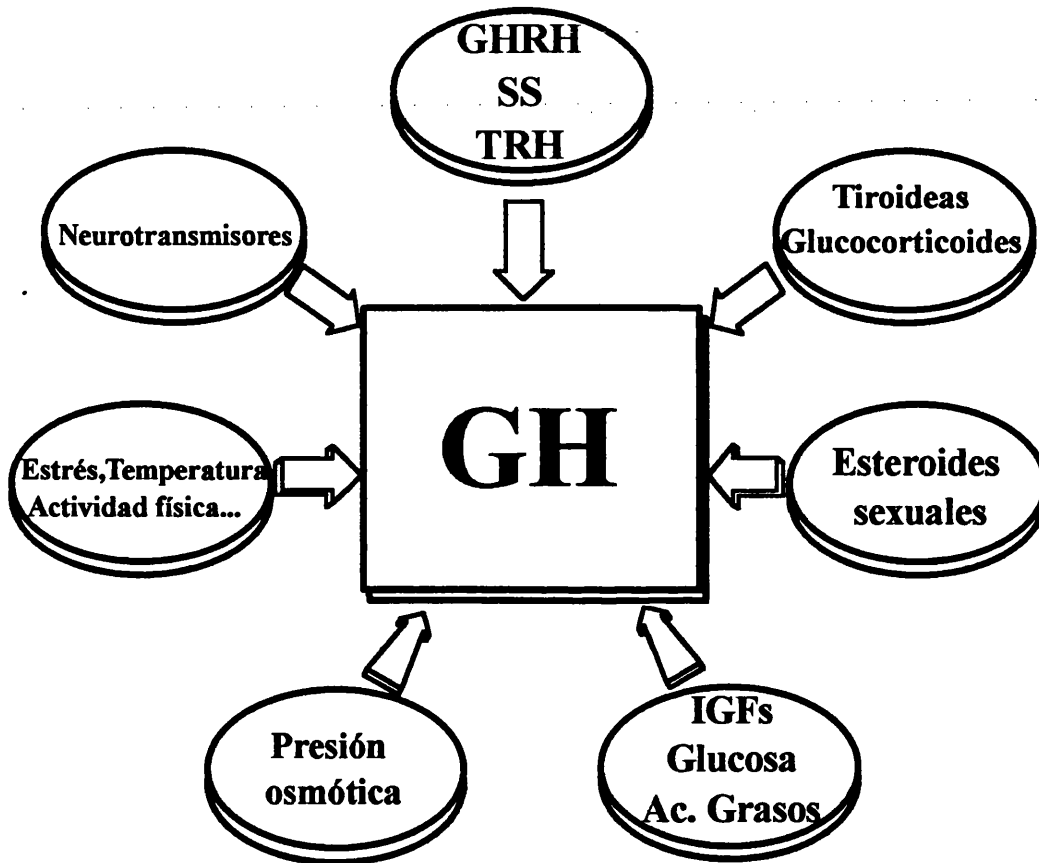 GHRH
SS
TRH
Neurotransmisores
Tiroideas
Glucocorticoides
GH
Estrés,Temperatura
Actividad física...
Esteroides
sexuales
Presión
osmótica
IGFs
Glucosa
Ac. Grasos